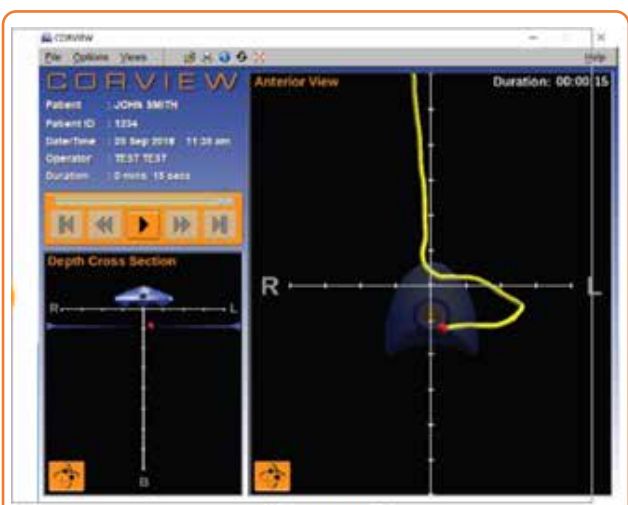 CORVIEW
File Options Views Help
CORVIEW
Patient : JOHN SMITH
Patient ID : 1234
Date/Time : 20 Sep 2018 11:38 am
Operator : TEST TEST
Duration : 0 mins 15 secs
Depth Cross Section
R L
B
Anterior View Duration: 00:00:15
R L